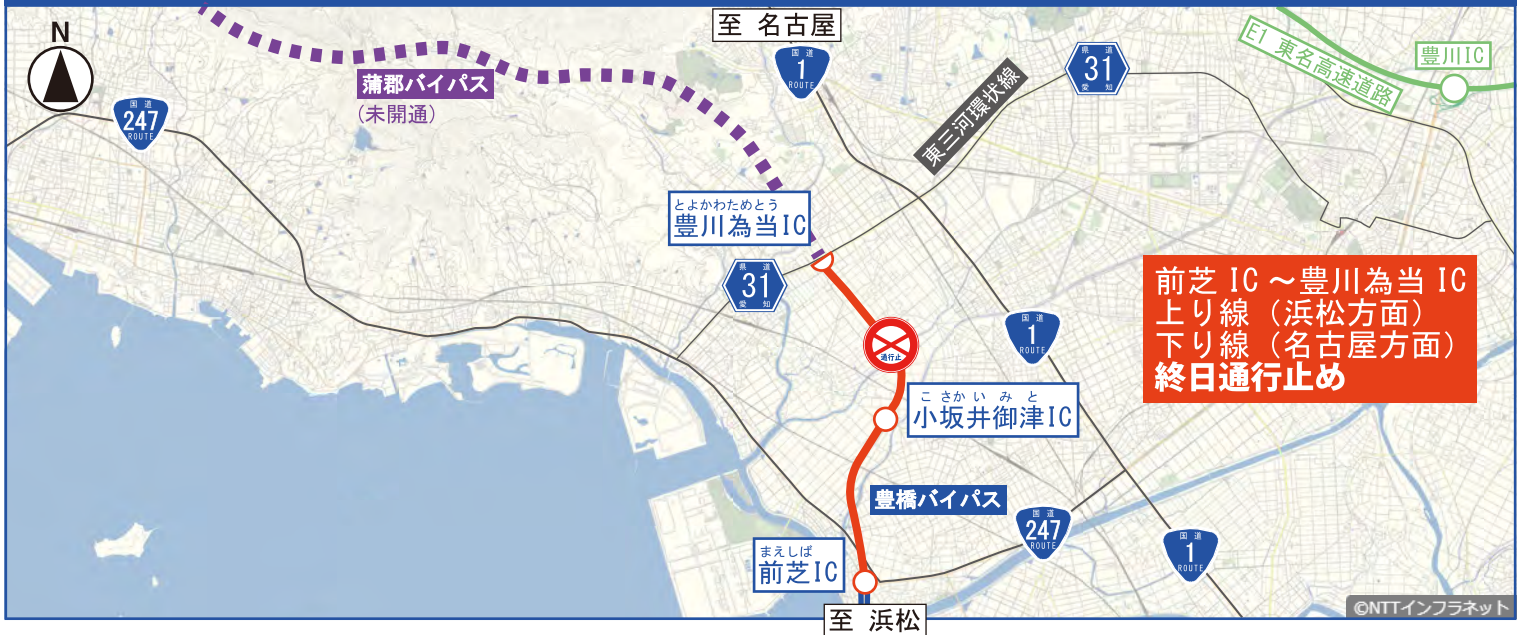 至 名古屋
N
国道
1
ROUTE
県道
31
愛知
E1 東名高速道路
豊川IC
蒲郡バイパス
(未開通)
国道
247
ROUTE
東三河環状線
とよかわためとう
豊川為当IC
県道
31
愛知
前芝 IC ～豊川為当 IC
上り線（浜松方面）
下り線（名古屋方面）
終日通行止め
国道
1
ROUTE
通行止
こさかいみと
小坂井御津IC
豊橋バイパス
国道
247
ROUTE
国道
1
ROUTE
まえしば
前芝IC
至 浜松
©NTTインフラネット